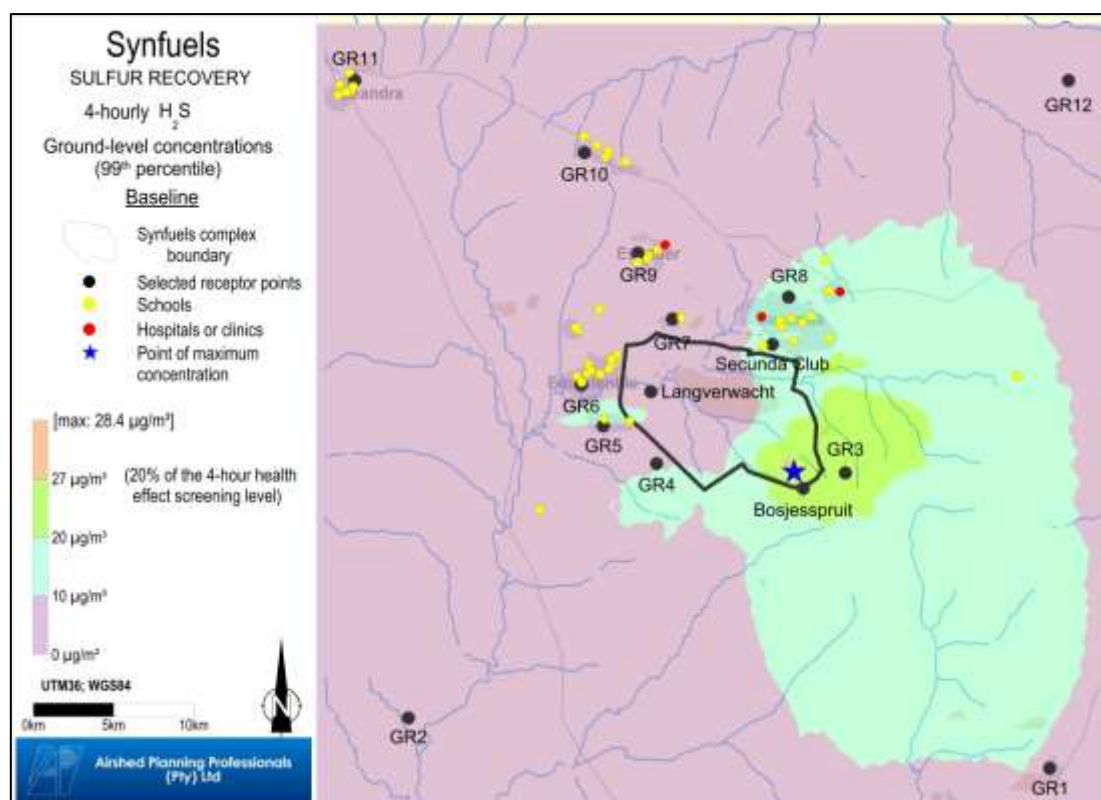 Synfuels
SULFUR RECOVERY
4-hourly H2S
Ground-level concentrations
(99th percentile)
Baseline
Synfuels complex
boundary
Selected receptor points
Schools
Hospitals or clinics
Point of maximum
concentration
[max: 28.4 µg/m³]
27 µg/m³
(20% of the 4-hour health
effect screening level)
20 µg/m³
10 µg/m³
0 µg/m³
UTM36; WGS84
0km 5km 10km
N
Airshed Planning Professionals
(Pty) Ltd
GR11
GR12
GR10
GR9
GR8
GR7
Secunda Club
Langverwacht
GR6
GR5
GR4
GR3
Bosjesspruit
GR2
GR1